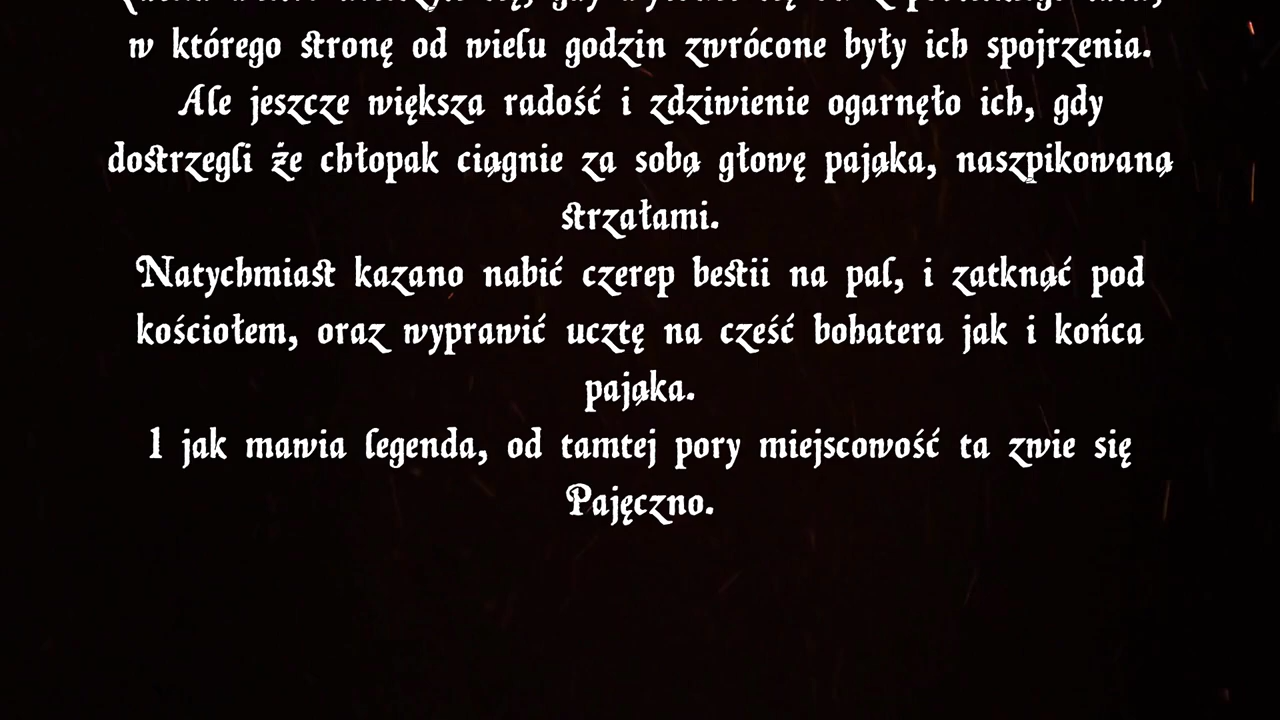 w którego stronę od wielu godzin zwrócone były ich spojrzenia.
Ale jeszcze większa radość i zdziwienie ogarnęło ich, gdy
dostrzegli że chłopak ciągnie za sobą głowę pająka, naszpikowaną
strzałami.
Natychmiast kazano nabić czerep bestii na pal, i zatknąć pod
kościołem, oraz wyprawić ucztę na cześć bohatera jak i końca
pająka.
I jak mawia legenda, od tamtej pory miejscowość ta zwie się
Pajęczno.